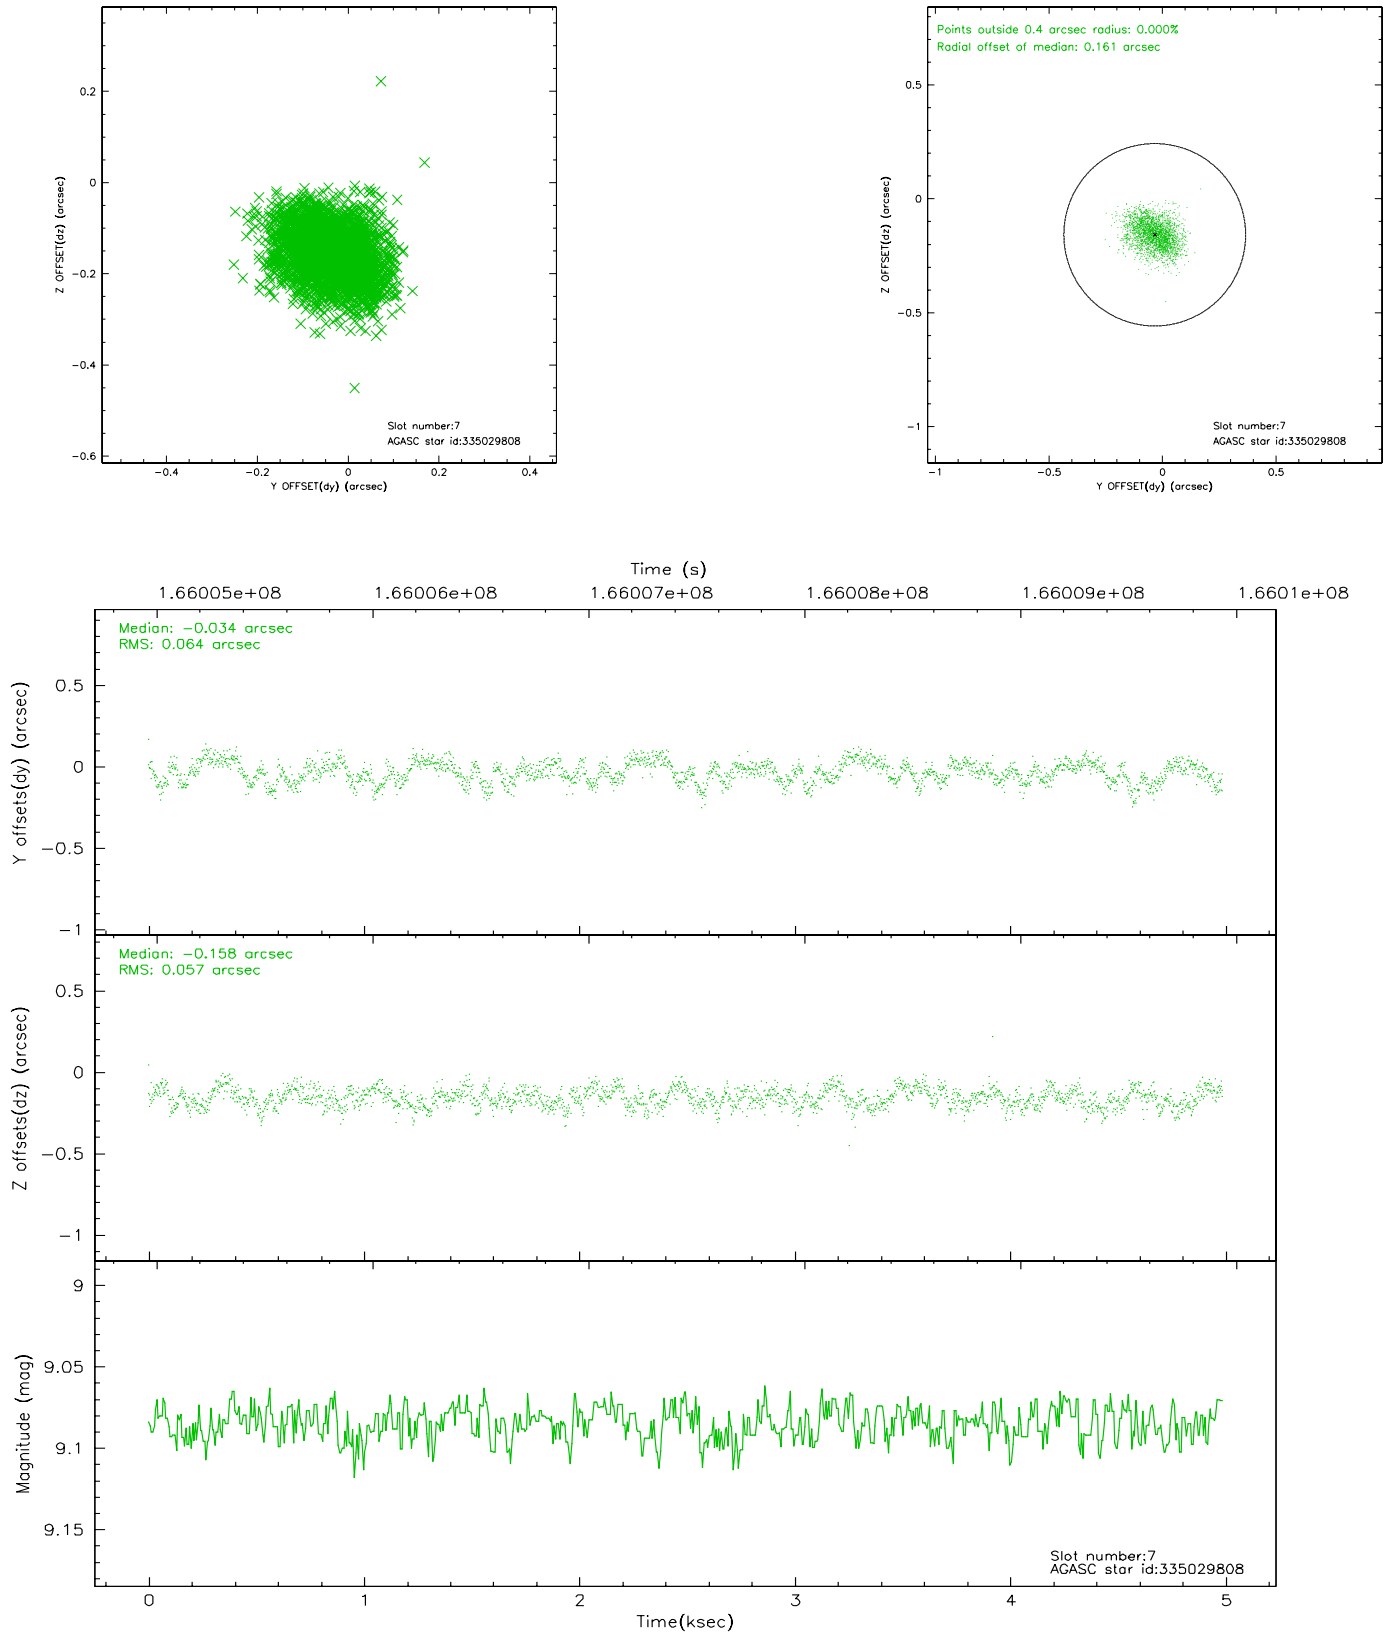 0.2
0
−0.2
−0.4
−0.6
−0.4
−0.2
0
0.2
0.4
Z OFFSET(dz) (arcsec)
Y OFFSET(dy) (arcsec)
Slot number:7
AGASC star id:335029808
Points outside 0.4 arcsec radius: 0.000%
Radial offset of median: 0.161 arcsec
0.5
0
−0.5
−1
−1
−0.5
0
0.5
Z OFFSET(dz) (arcsec)
Y OFFSET(dy) (arcsec)
Slot number:7
AGASC star id:335029808
Time (s)
1.66005e+08 1.66006e+08 1.66007e+08 1.66008e+08 1.66009e+08 1.6601e+08
Median: −0.034 arcsec
RMS: 0.064 arcsec
0.5
0
−0.5
−1
Y offsets(dy) (arcsec)
Median: −0.158 arcsec
RMS: 0.057 arcsec
0.5
0
−0.5
−1
Z offsets(dz) (arcsec)
9
9.05
9.1
9.15
Magnitude (mag)
Slot number:7
AGASC star id:335029808
0 1 2 3 4 5
Time(ksec)